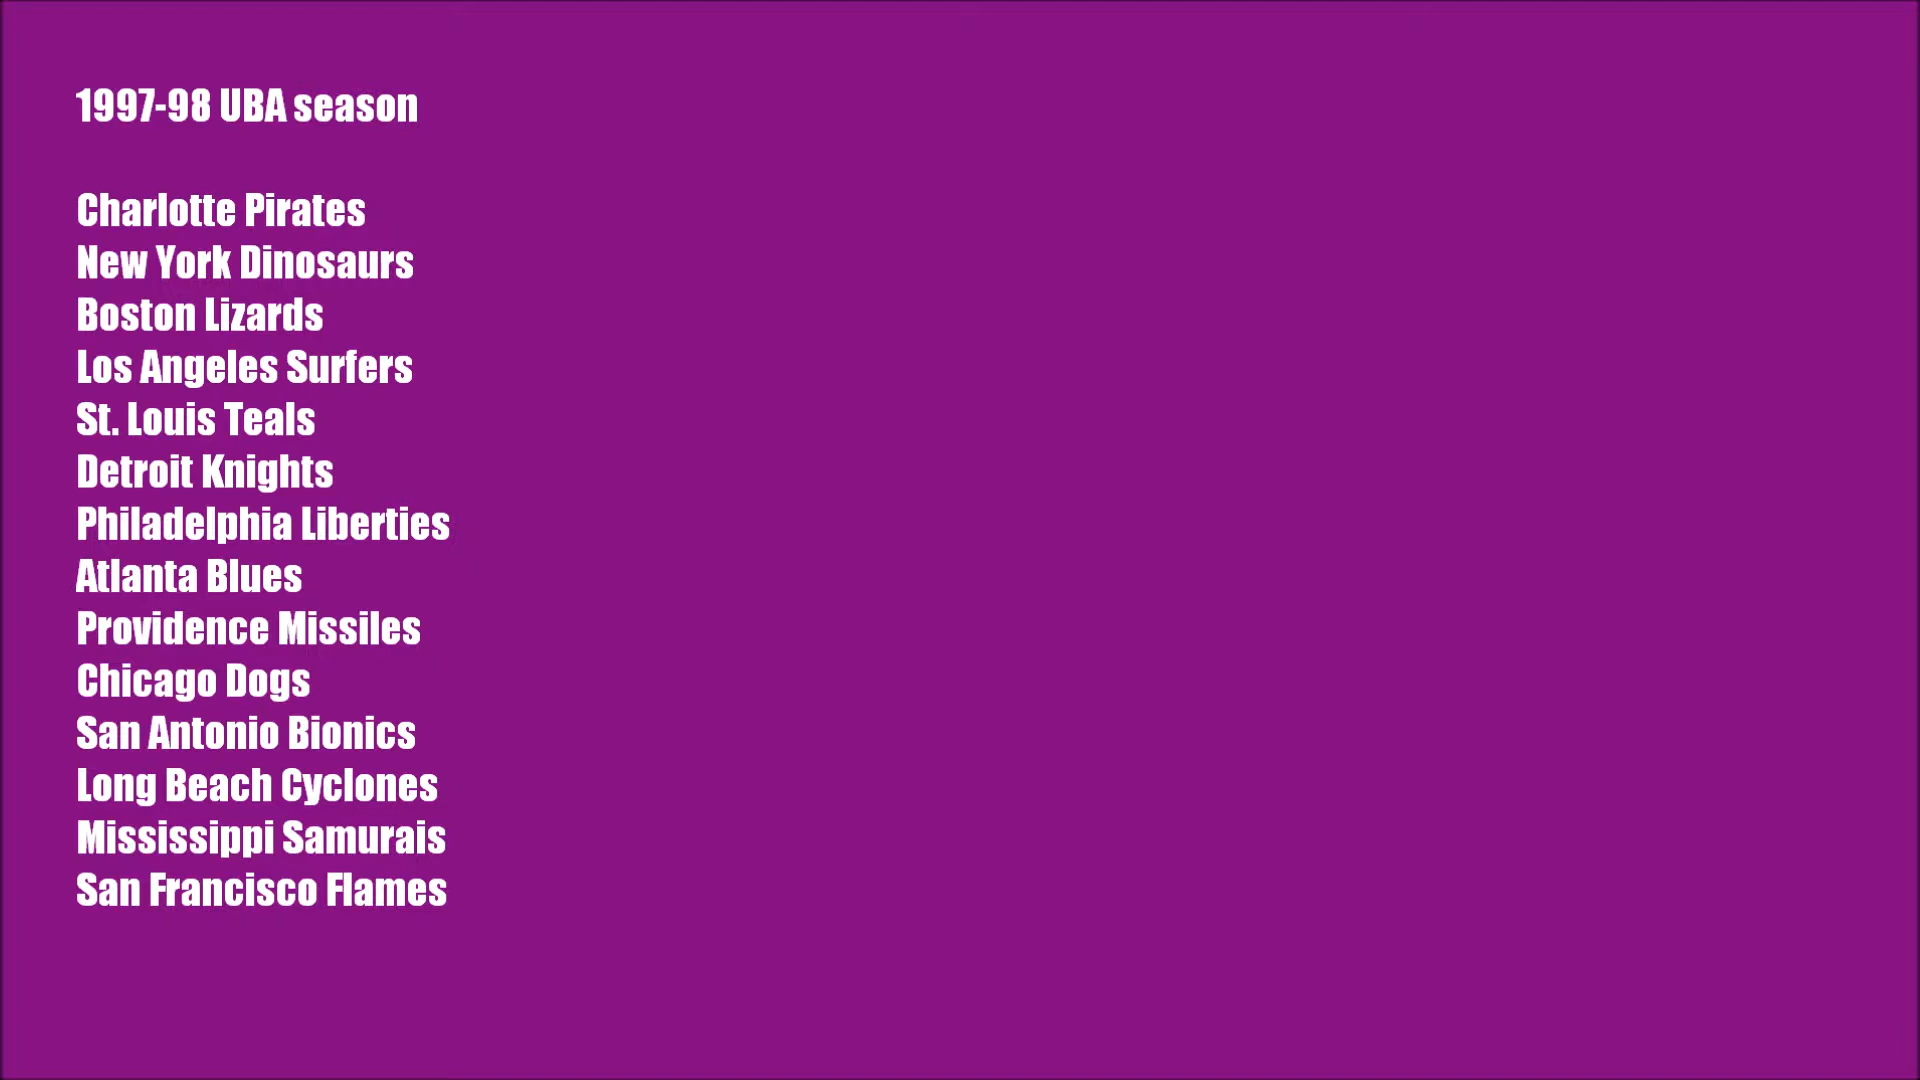 1997-98 UBA season
Charlotte Pirates
New York Dinosaurs
Boston Lizards
Los Angeles Surfers
St. Louis Teals
Detroit Knights
Philadelphia Liberties
Atlanta Blues
Providence Missiles
Chicago Dogs
San Antonio Bionics
Long Beach Cyclones
Mississippi Samurais
San Francisco Flames